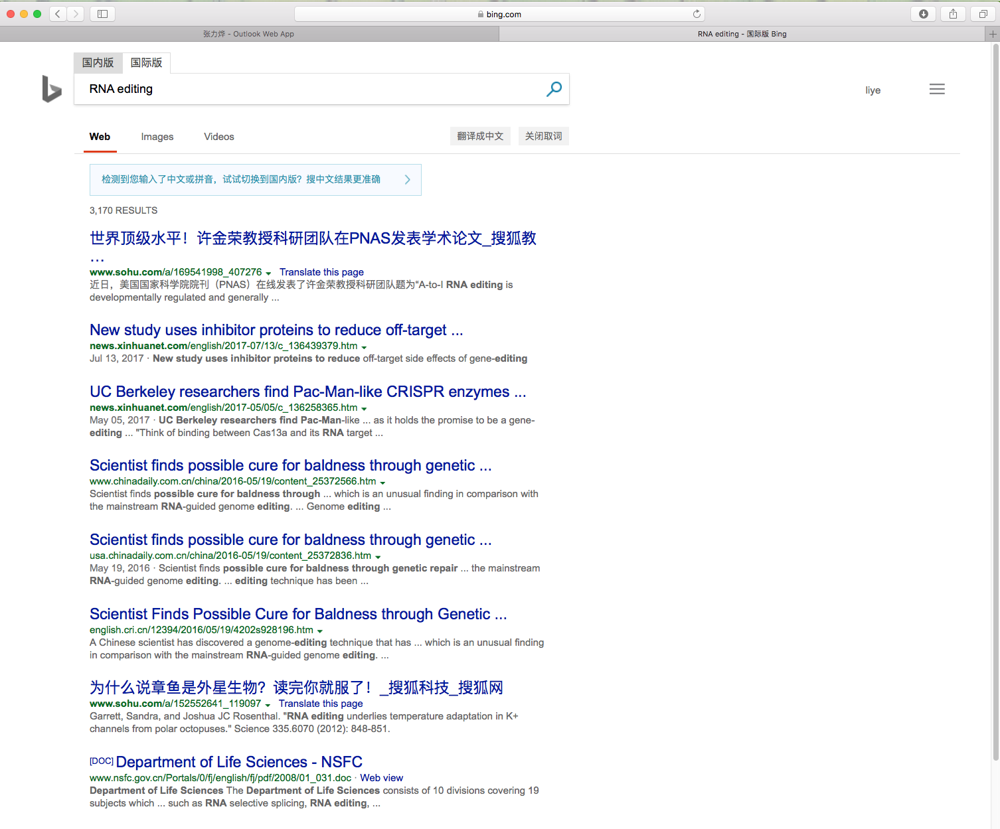 bing.com
张力烨 - Outlook Web App
RNA editing - 国际版 Bing
国内版 国际版
RNA editing
liye
Web Images Videos 翻译成中文 关闭取词
检测到您输入了中文或拼音，试试切换到国内版？搜中文结果更准确
3,170 RESULTS
世界顶级水平！许金荣教授科研团队在PNAS发表学术论文_搜狐教
...
www.sohu.com/a/169541998_407276 Translate this page
近日，美国国家科学院院刊（PNAS）在线发表了许金荣教授科研团队题为“A-to-I RNA editing is
developmentally regulated and generally ...
New study uses inhibitor proteins to reduce off-target ...
news.xinhuanet.com/english/2017-07/13/c_136439379.htm
Jul 13, 2017 · New study uses inhibitor proteins to reduce off-target side effects of gene-editing
UC Berkeley researchers find Pac-Man-like CRISPR enzymes ...
news.xinhuanet.com/english/2017-05/05/c_136258365.htm
May 05, 2017 · UC Berkeley researchers find Pac-Man-like ... as it holds the promise to be a gene-
editing ... "Think of binding between Cas13a and its RNA target ...
Scientist finds possible cure for baldness through genetic ...
www.chinadaily.com.cn/china/2016-05/19/content_25372566.htm
Scientist finds possible cure for baldness through ... which is an unusual finding in comparison with
the mainstream RNA-guided genome editing. ... Genome editing ...
Scientist finds possible cure for baldness through genetic ...
usa.chinadaily.com.cn/china/2016-05/19/content_25372836.htm
May 19, 2016 · Scientist finds possible cure for baldness through genetic repair ... the mainstream
RNA-guided genome editing. ... editing technique has been ...
Scientist Finds Possible Cure for Baldness through Genetic ...
english.cri.cn/12394/2016/05/19/4202s928196.htm
A Chinese scientist has discovered a genome-editing technique that has ... which is an unusual finding
in comparison with the mainstream RNA-guided genome editing. ...
为什么说章鱼是外星生物？读完你就服了！_搜狐科技_搜狐网
www.sohu.com/a/152552641_119097 Translate this page
Garrett, Sandra, and Joshua JC Rosenthal. "RNA editing underlies temperature adaptation in K+
channels from polar octopuses." Science 335.6070 (2012): 848-851.
[DOC] Department of Life Sciences - NSFC
www.nsfc.gov.cn/Portals/0/fj/english/fj/pdf/2008/01_031.doc · Web view
Department of Life Sciences The Department of Life Sciences consists of 10 divisions covering 19
subjects which ... such as RNA selective splicing, RNA editing, ...